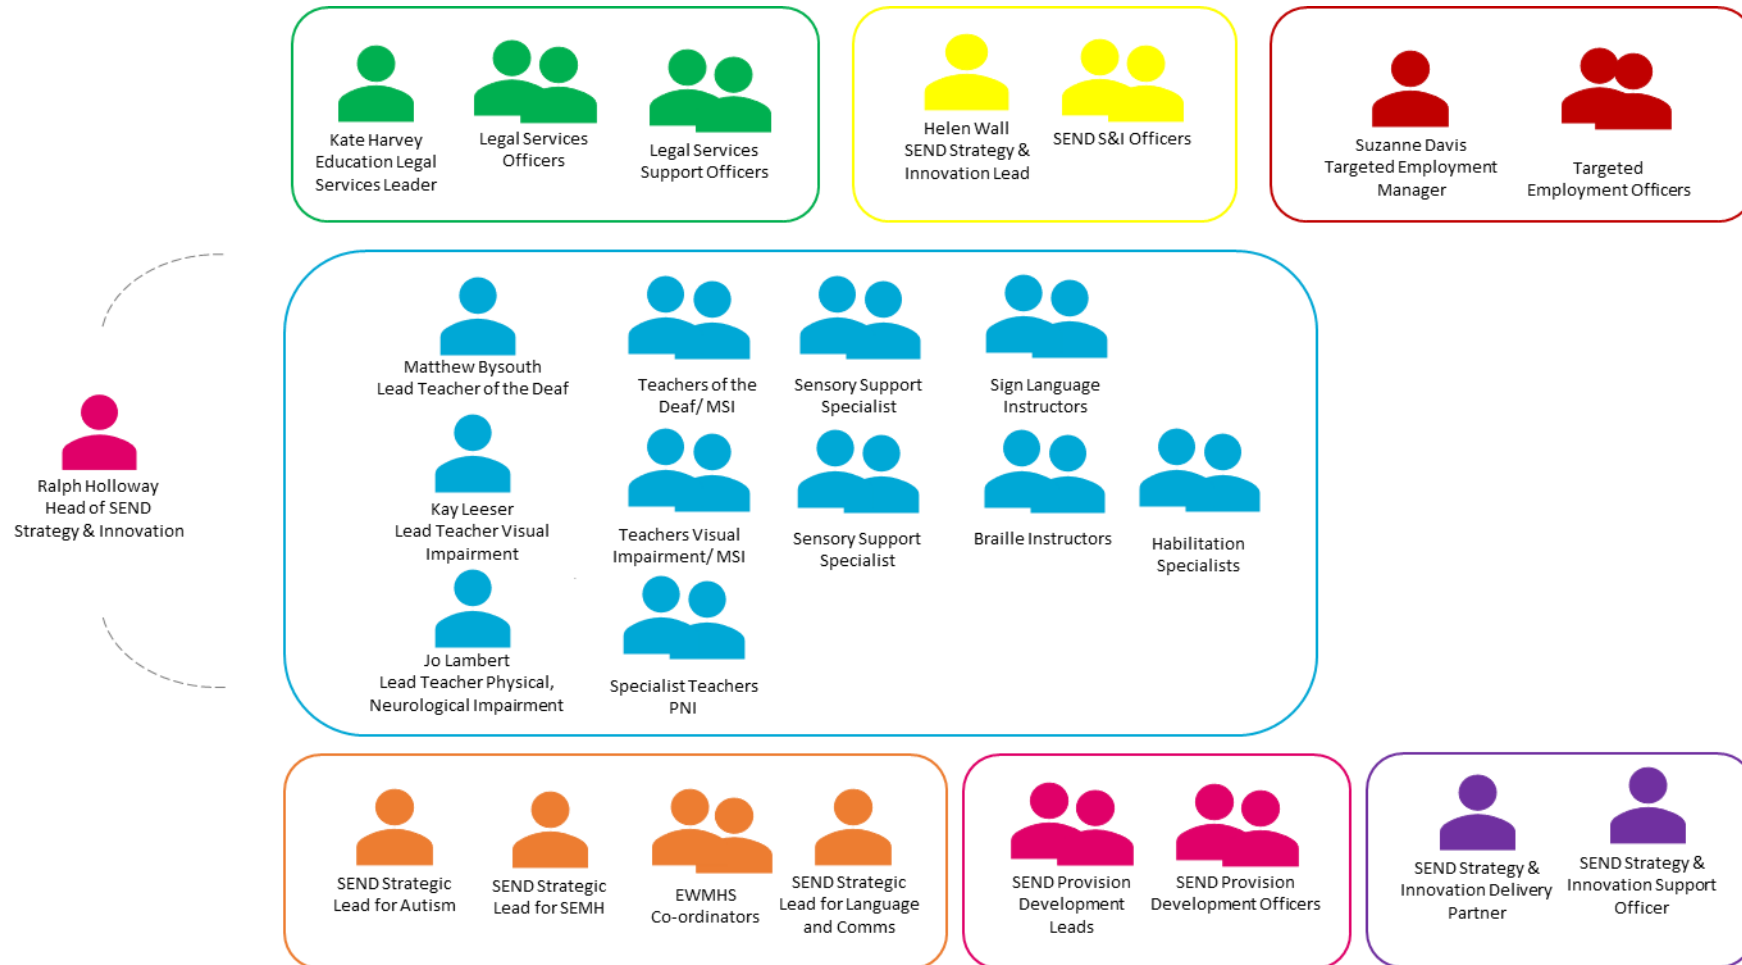 Kate Harvey
Education Legal
Services Leader
Legal Services
Officers
Legal Services
Support Officers
Helen Wall
SEND Strategy &
Innovation Lead
SEND S&I Officers
Suzanne Davis
Targeted Employment
Manager
Targeted
Employment Officers
Ralph Holloway
Head of SEND
Strategy & Innovation
Matthew Bysouth
Lead Teacher of the Deaf
Teachers of the
Deaf/ MSI
Sensory Support
Specialist
Sign Language
Instructors
Kay Leeser
Lead Teacher Visual
Impairment
Teachers Visual
Impairment/ MSI
Sensory Support
Specialist
Braille Instructors
Habilitation
Specialists
Jo Lambert
Lead Teacher Physical,
Neurological Impairment
Specialist Teachers
PNI
SEND Strategic
Lead for Autism
SEND Strategic
Lead for SEMH
EWMHS
Co-ordinators
SEND Strategic
Lead for Language
and Comms
SEND Provision
Development
Leads
SEND Provision
Development Officers
SEND Strategy &
Innovation Delivery
Partner
SEND Strategy &
Innovation Support
Officer